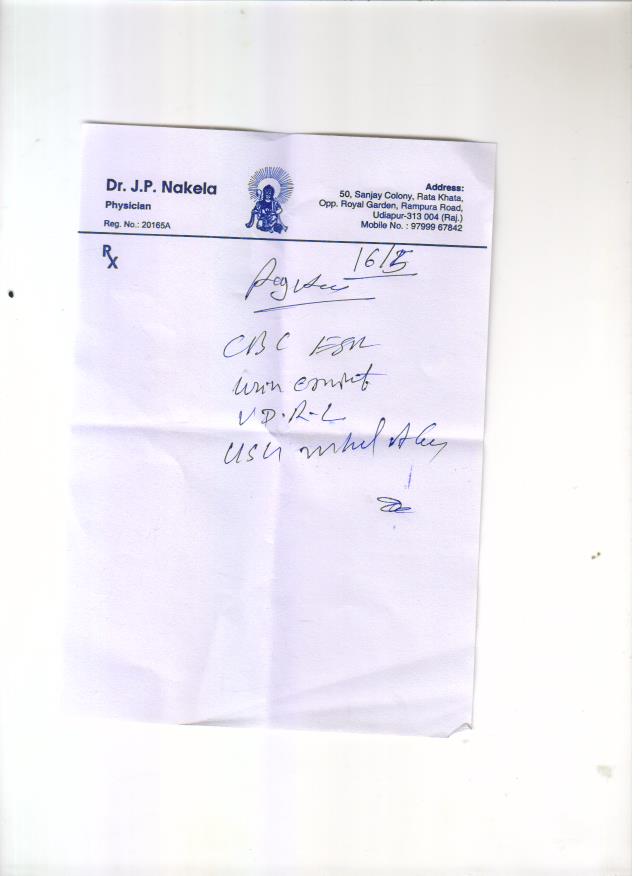 Dr. J.P. Nakela
Physician
Reg. No.: 20165A
Address:
50, Sanjay Colony, Rata Khata,
Opp. Royal Garden, Rampura Road,
Udiapur-313 004 (Raj.)
Mobile No. : 97999 67842
Rx
16/5
CBC ESR
V D.R-L
USG